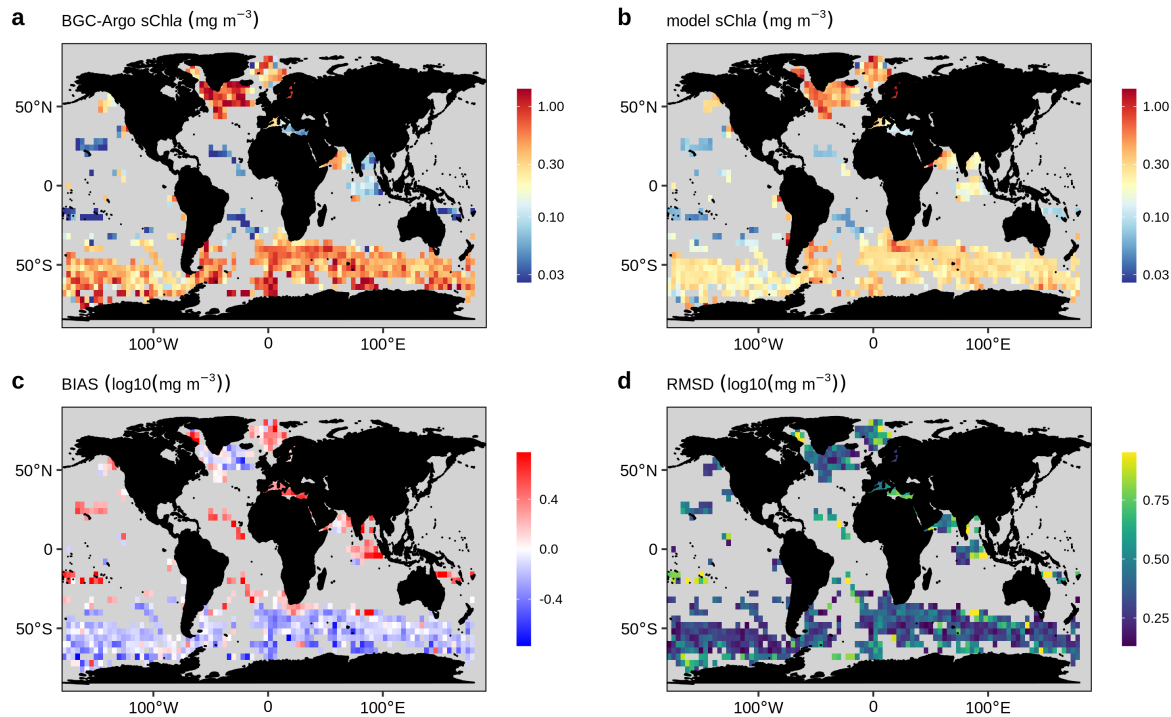 a BGC-Argo sChla (mg m−3)
50°N
0
50°S
100°W 0 100°E
1.00
0.30
0.10
0.03
b model sChla (mg m−3)
50°N
0
50°S
100°W 0 100°E
1.00
0.30
0.10
0.03
c BIAS (log10(mg m−3))
50°N
0
50°S
100°W 0 100°E
0.4
0.0
-0.4
d RMSD (log10(mg m−3))
50°N
0
50°S
100°W 0 100°E
0.75
0.50
0.25